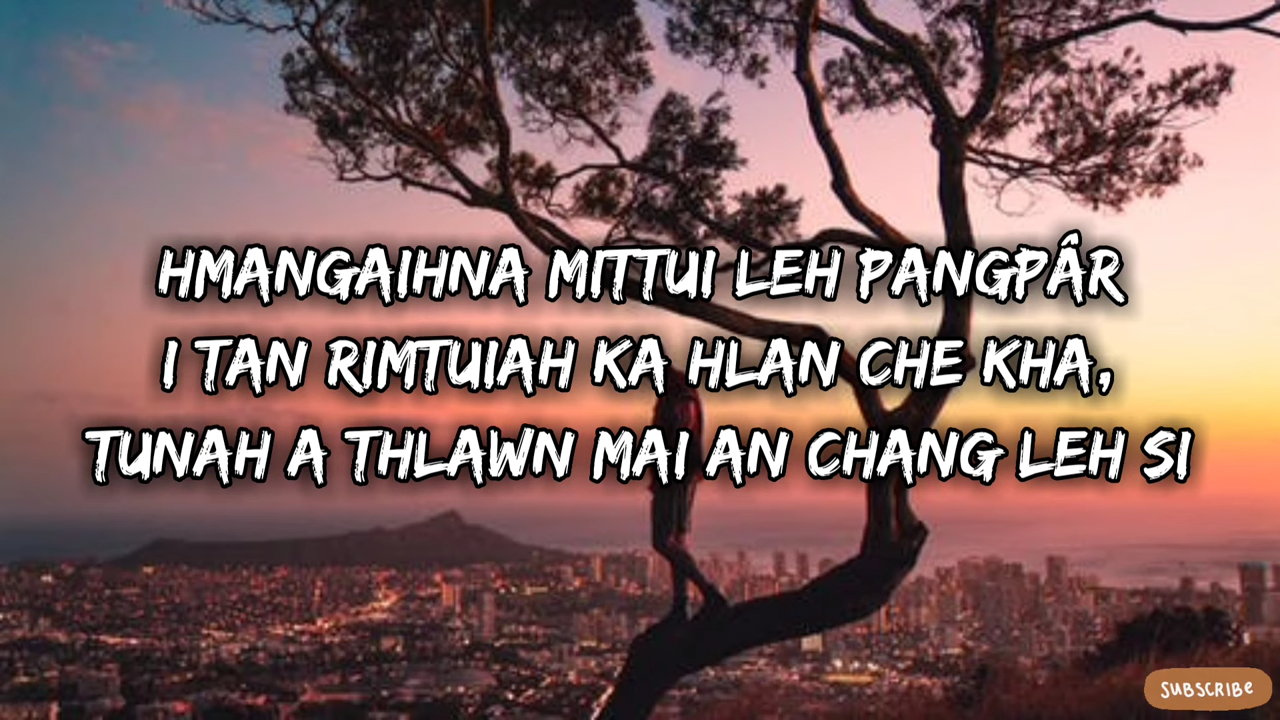 HMANGAIHNA MITTUI LEH PANGPÂR
I TAN RIMTUIAH KA HLAN CHE KHA,
TUNAH A THLAWN MAI AN CHANG LEH SI
SUBSCRIBE